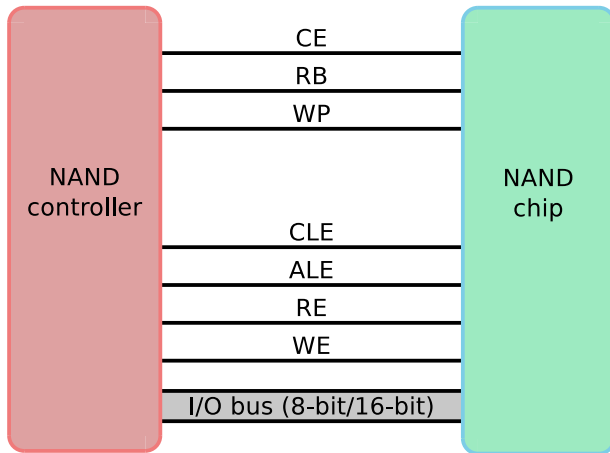 CE
RB
WP
NAND
controller
NAND
chip
CLE
ALE
RE
WE
I/O bus (8-bit/16-bit)